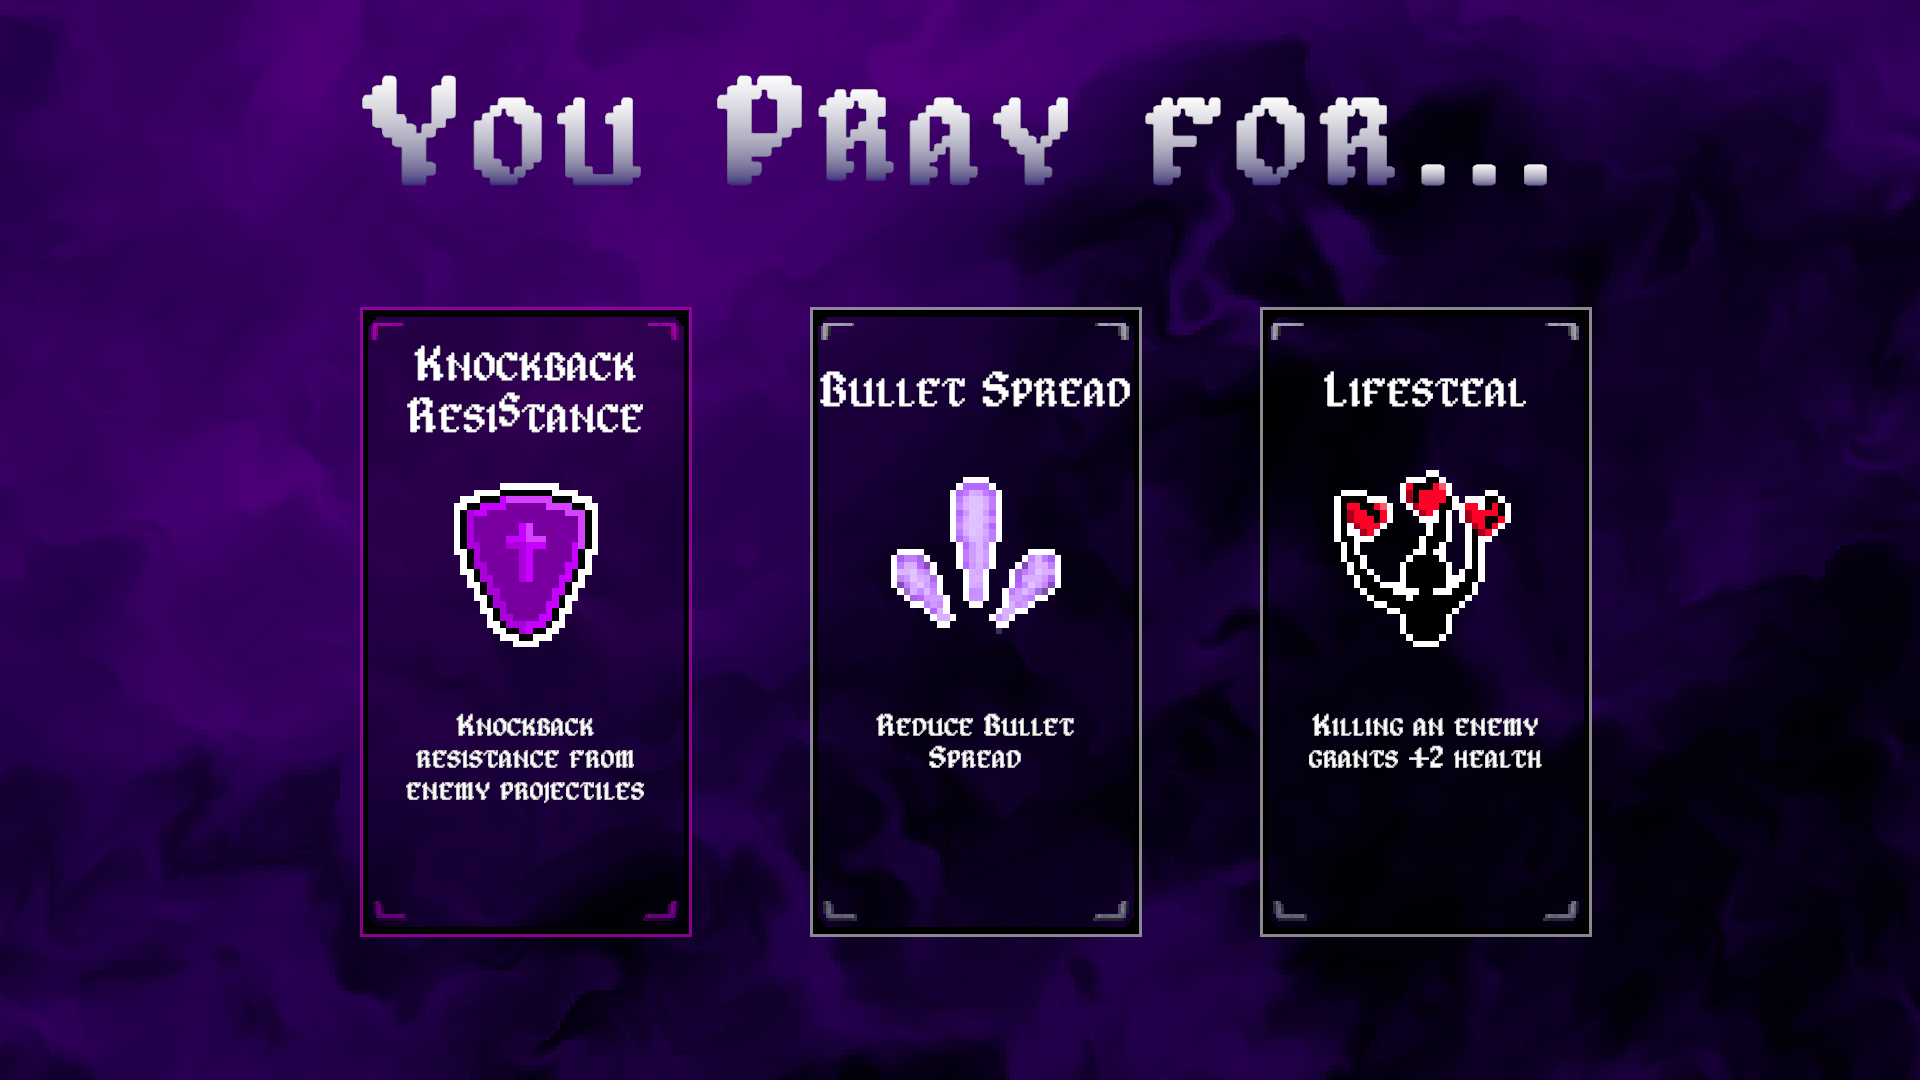 You Pray for...
Knockback
Resistance
Bullet Spread
Lifesteal
Knockback
resistance from
enemy projectiles
Reduce Bullet
Spread
Killing an enemy
grants +2 health